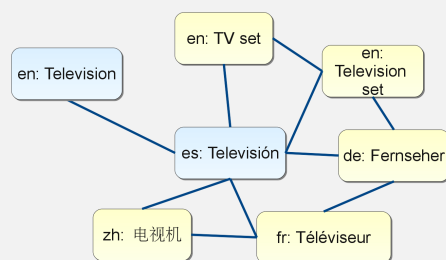 en: TV set
en: Television
en:
Television
set
es: Televisión
de: Fernseher
zh: 电视机
fr: Téléviseur